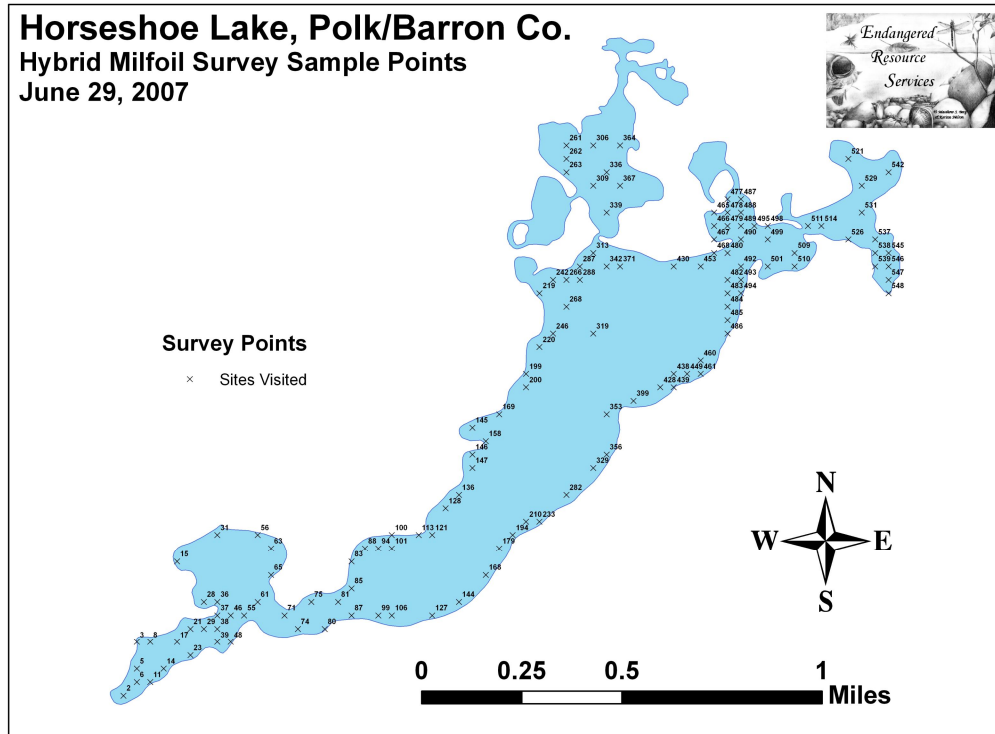 Horseshoe Lake, Polk/Barron Co.
Hybrid Milfoil Survey Sample Points
June 29, 2007
Endangered
Resource
Services
261 306 364
262
263 336
309 367
339
313
287 342 371 430 453
242 266 288
219
268
246 319
220
199
200
169
145
158
146
147
136
128
477 487
465 478 488
466 479 489 495 498 511 514
467 490 499
468 480
492 501 510
509
482 493
483 494
484
485
486
460
438 449 461
428 439
399
353
356
329
282
210 233
194
179
168
144
127
521
542
529
531
526 537
538 545
539 546
547
548
Survey Points
× Sites Visited
31 56
63
15
65
28 36 61
37 46 55
21 29 38
3 8 17 39 48
23
5 14
6 11
2
100 113 121
88 94 101
83
85
75 81
71 87 99 106
74 80
N
W E
S
0 0.25 0.5 1
Miles